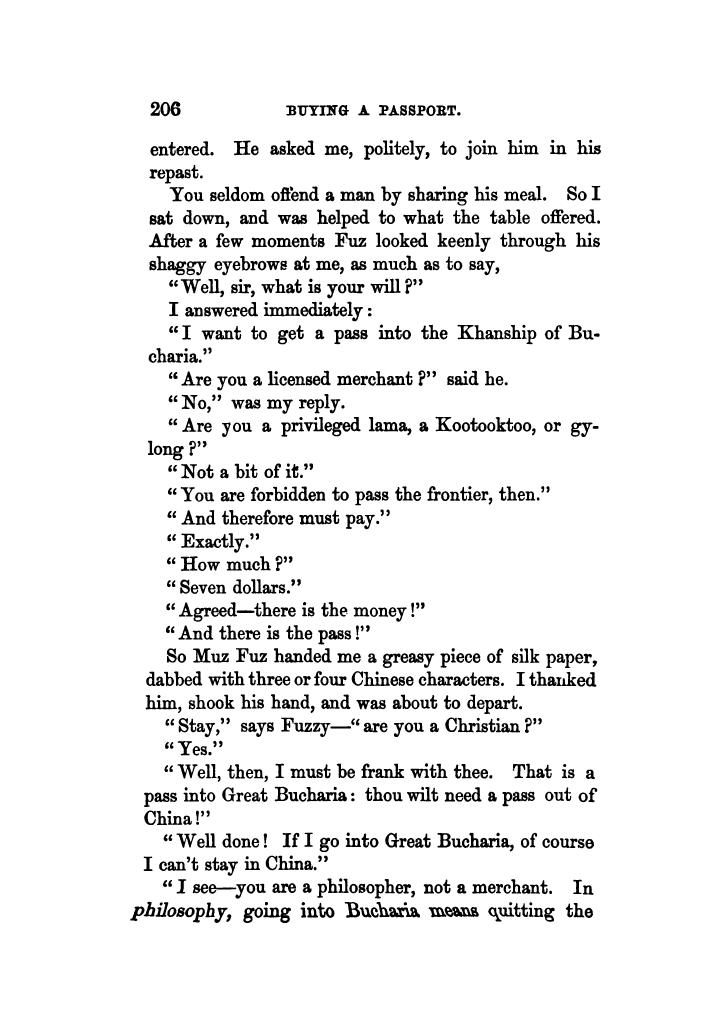 206 BUYING A PASSPORT.
entered. He asked me, politely, to join him in his
repast.
You seldom offend a man by sharing his meal. So I
sat down, and was helped to what the table offered.
After a few moments Fuz looked keenly through his
shaggy eyebrows at me, as much as to say,
“Well, sir, what is your will?”
I answered immediately:
“I want to get a pass into the Khanship of Bu-
charia.”
“Are you a licensed merchant?” said he.
“No,” was my reply.
“Are you a privileged lama, a Kootooktoo, or gy-
long?”
“Not a bit of it.”
“You are forbidden to pass the frontier, then.”
“And therefore must pay.”
“Exactly.”
“How much?”
“Seven dollars.”
“Agreed—there is the money!”
“And there is the pass!”
So Muz Fuz handed me a greasy piece of silk paper,
dabbed with three or four Chinese characters. I thanked
him, shook his hand, and was about to depart.
“Stay,” says Fuzzy—“are you a Christian?”
“Yes.”
“Well, then, I must be frank with thee. That is a
pass into Great Bucharia: thou wilt need a pass out of
China!”
“Well done! If I go into Great Bucharia, of course
I can’t stay in China.”
“I see—you are a philosopher, not a merchant. In
philosophy, going into Bucharia means quitting the